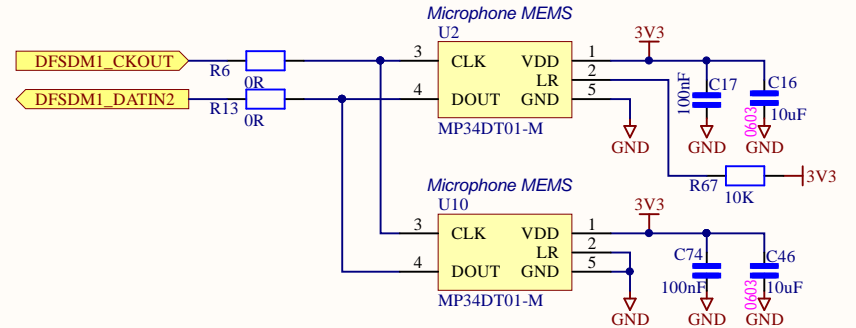 Microphone MEMS
U2
3V3
DFSDM1_CKOUT
R6
0R
3 CLK VDD 1
LR 2
DFSDM1_DATIN2
R13
0R
4 DOUT GND 5
MP34DT01-M
100nF
C17
C16
0603
10uF
GND
GND
GND
R67
10K
3V3
Microphone MEMS
U10
3V3
3 CLK VDD 1
LR 2
4 DOUT GND 5
MP34DT01-M
C74
100nF
C46
0603
10uF
GND
GND
GND